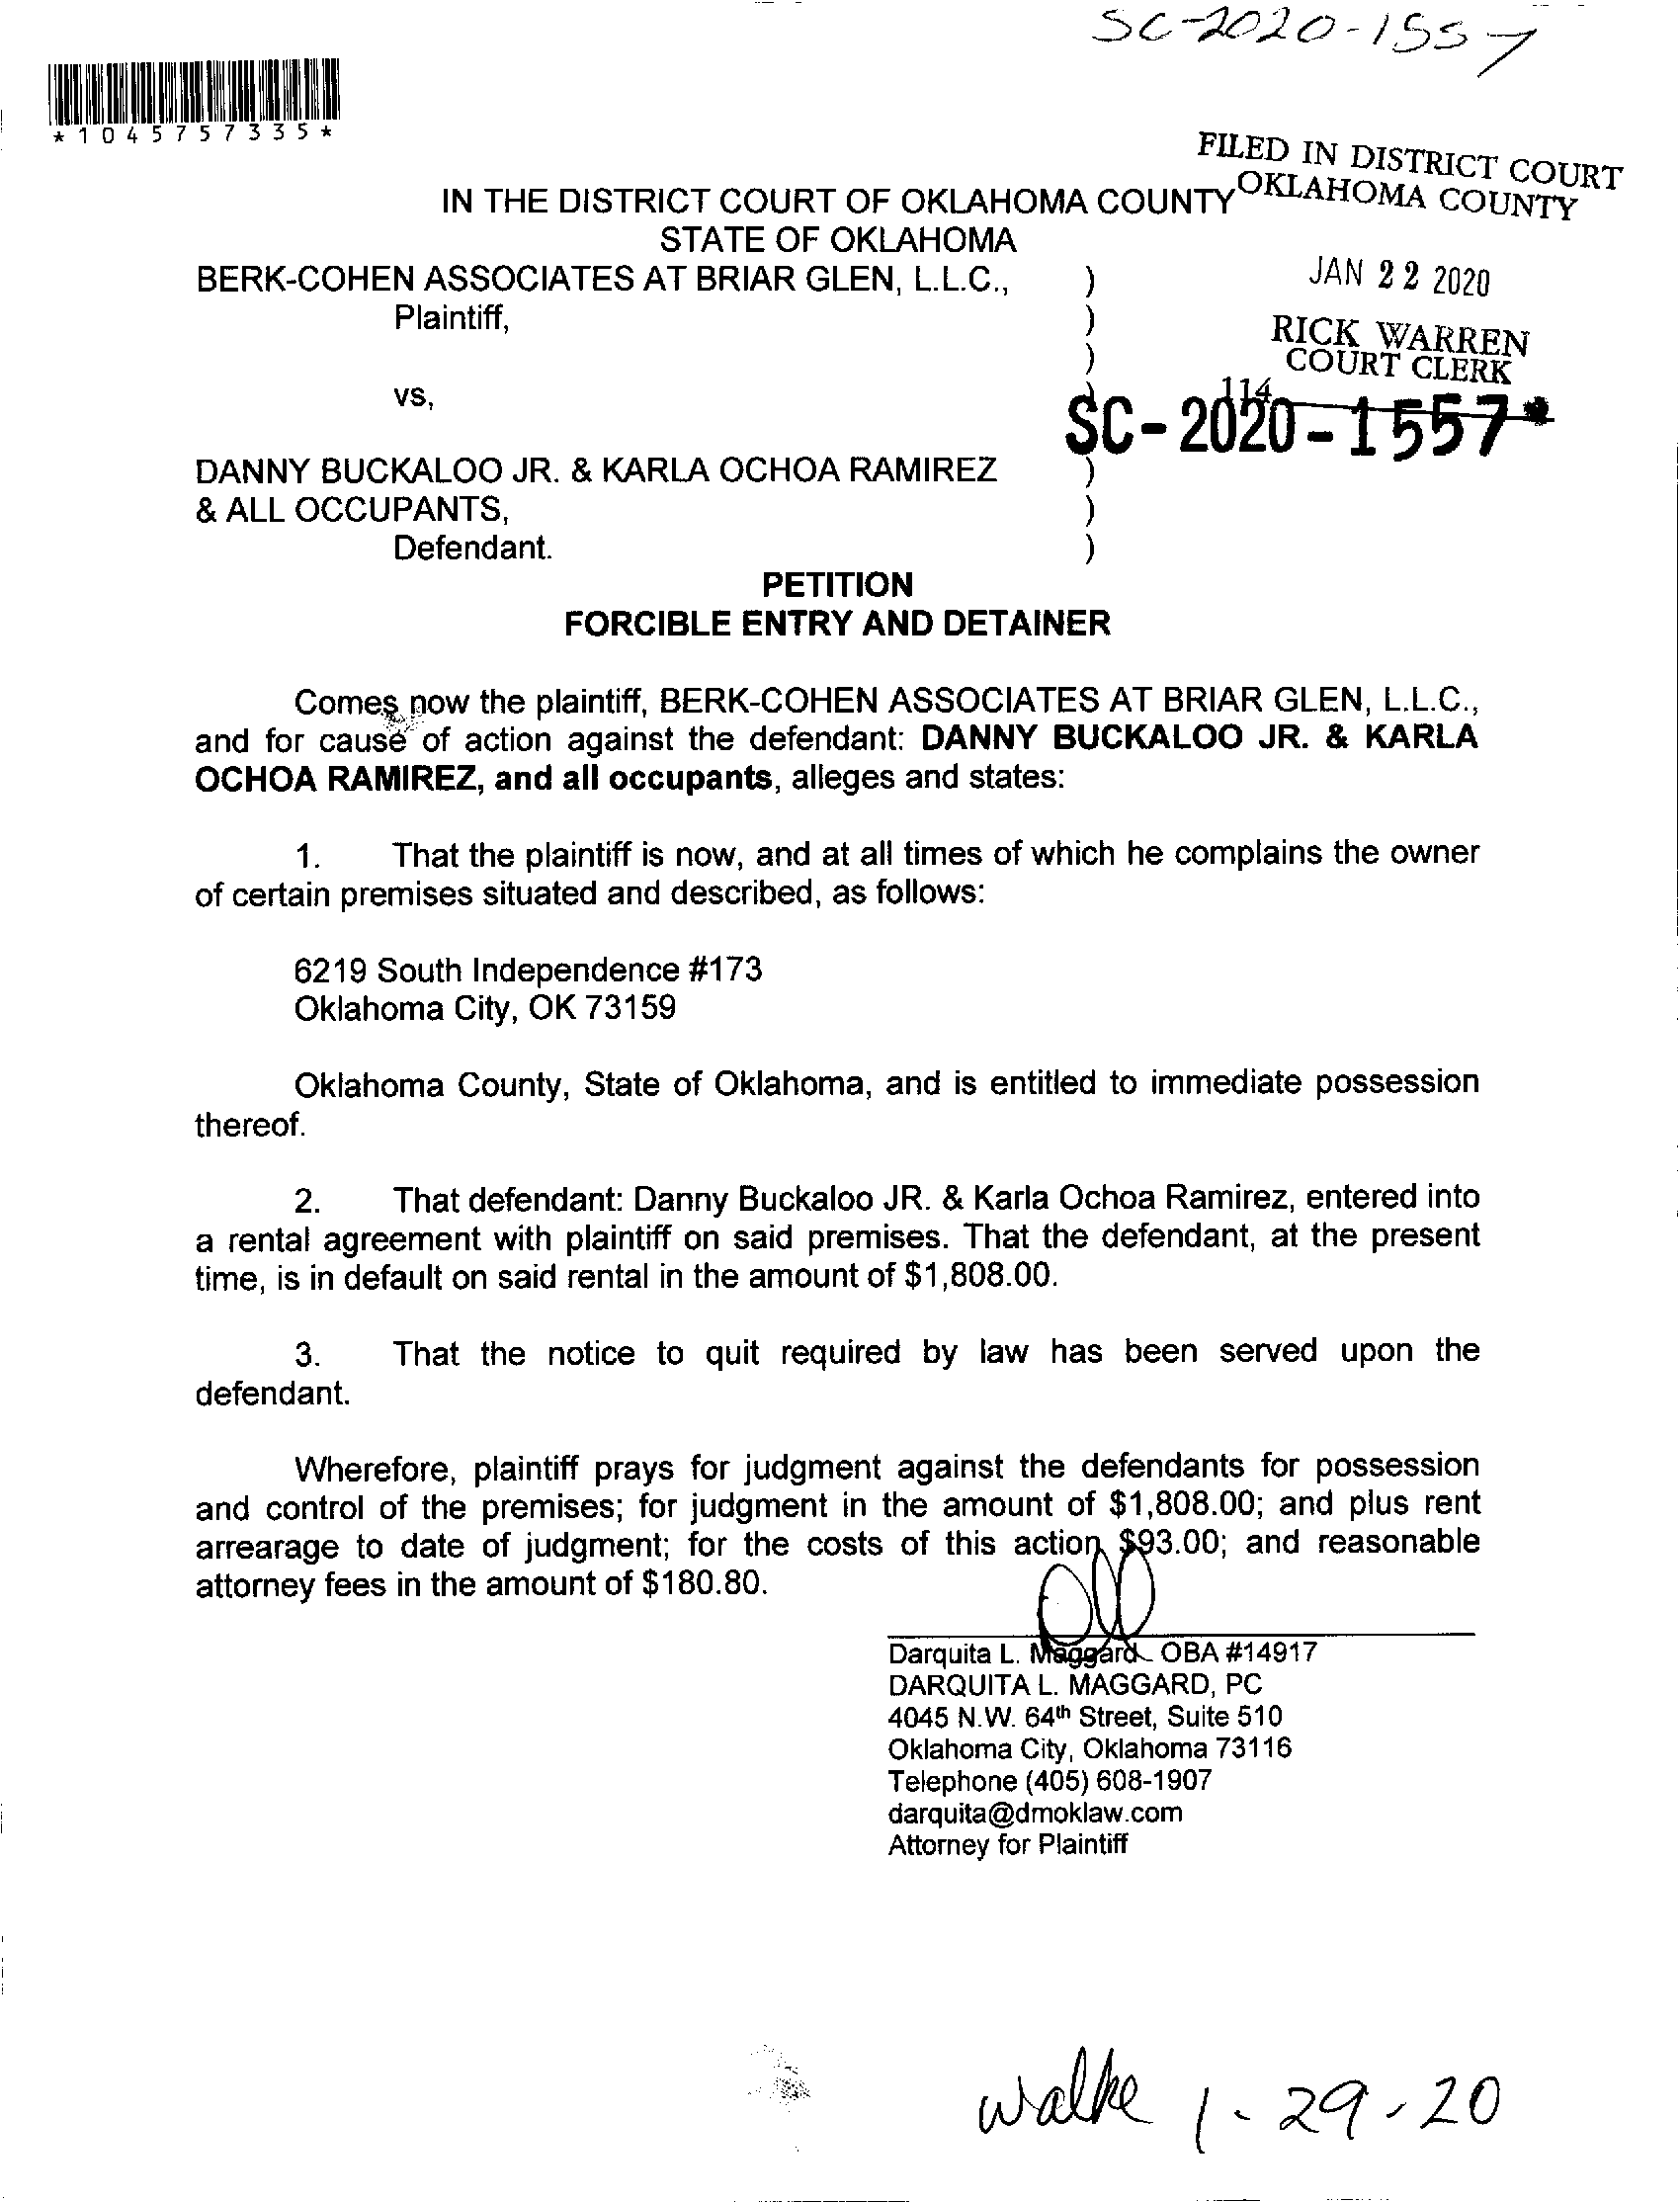 SC-2020-1557
*1045757335*
FILED IN DISTRICT COURT
OKLAHOMA COUNTY
IN THE DISTRICT COURT OF OKLAHOMA COUNTY
STATE OF OKLAHOMA
JAN 22 2020
BERK-COHEN ASSOCIATES AT BRIAR GLEN, L.L.C., )
Plaintiff, )
RICK WARREN
COURT CLERK
)
114
vs, )
SC-2020-1557
DANNY BUCKALOO JR. & KARLA OCHOA RAMIREZ )
& ALL OCCUPANTS, )
Defendant. )
PETITION
FORCIBLE ENTRY AND DETAINER
Comes now the plaintiff, BERK-COHEN ASSOCIATES AT BRIAR GLEN, L.L.C.,
and for cause of action against the defendant: DANNY BUCKALOO JR. & KARLA
OCHOA RAMIREZ, and all occupants, alleges and states:
1. That the plaintiff is now, and at all times of which he complains the owner
of certain premises situated and described, as follows:
6219 South Independence #173
Oklahoma City, OK 73159
Oklahoma County, State of Oklahoma, and is entitled to immediate possession
thereof.
2. That defendant: Danny Buckaloo JR. & Karla Ochoa Ramirez, entered into
a rental agreement with plaintiff on said premises. That the defendant, at the present
time, is in default on said rental in the amount of $1,808.00.
3. That the notice to quit required by law has been served upon the
defendant.
Wherefore, plaintiff prays for judgment against the defendants for possession
and control of the premises; for judgment in the amount of $1,808.00; and plus rent
arrearage to date of judgment; for the costs of this action $93.00; and reasonable
attorney fees in the amount of $180.80.
Darquita L. Maggard OBA #14917
DARQUITA L. MAGGARD, PC
4045 N.W. 64th Street, Suite 510
Oklahoma City, Oklahoma 73116
Telephone (405) 608-1907
darquita@dmoklaw.com
Attorney for Plaintiff
walke 1-29-20